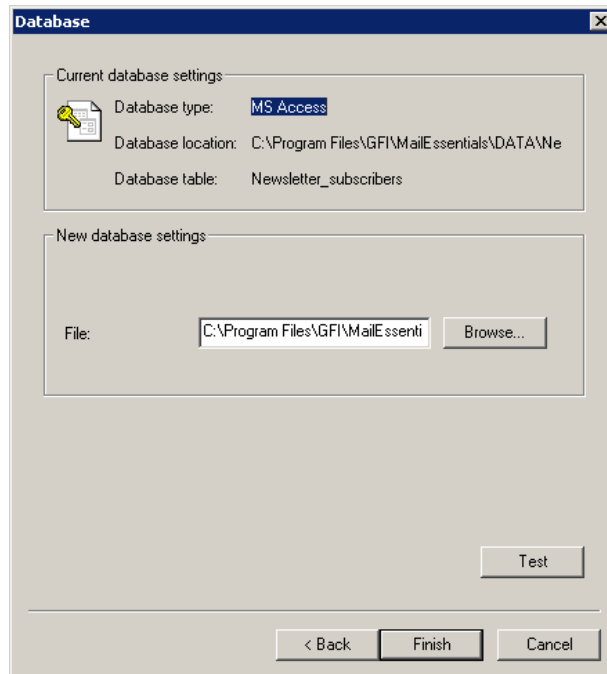 Database
Current database settings
Database type: MS Access
Database location: C:\Program Files\GFI\MailEssentials\DATA\Ne
Database table: Newsletter_subscribers
New database settings
File: C:\Program Files\GFI\MailEssenti Browse...
Test
< Back Finish Cancel